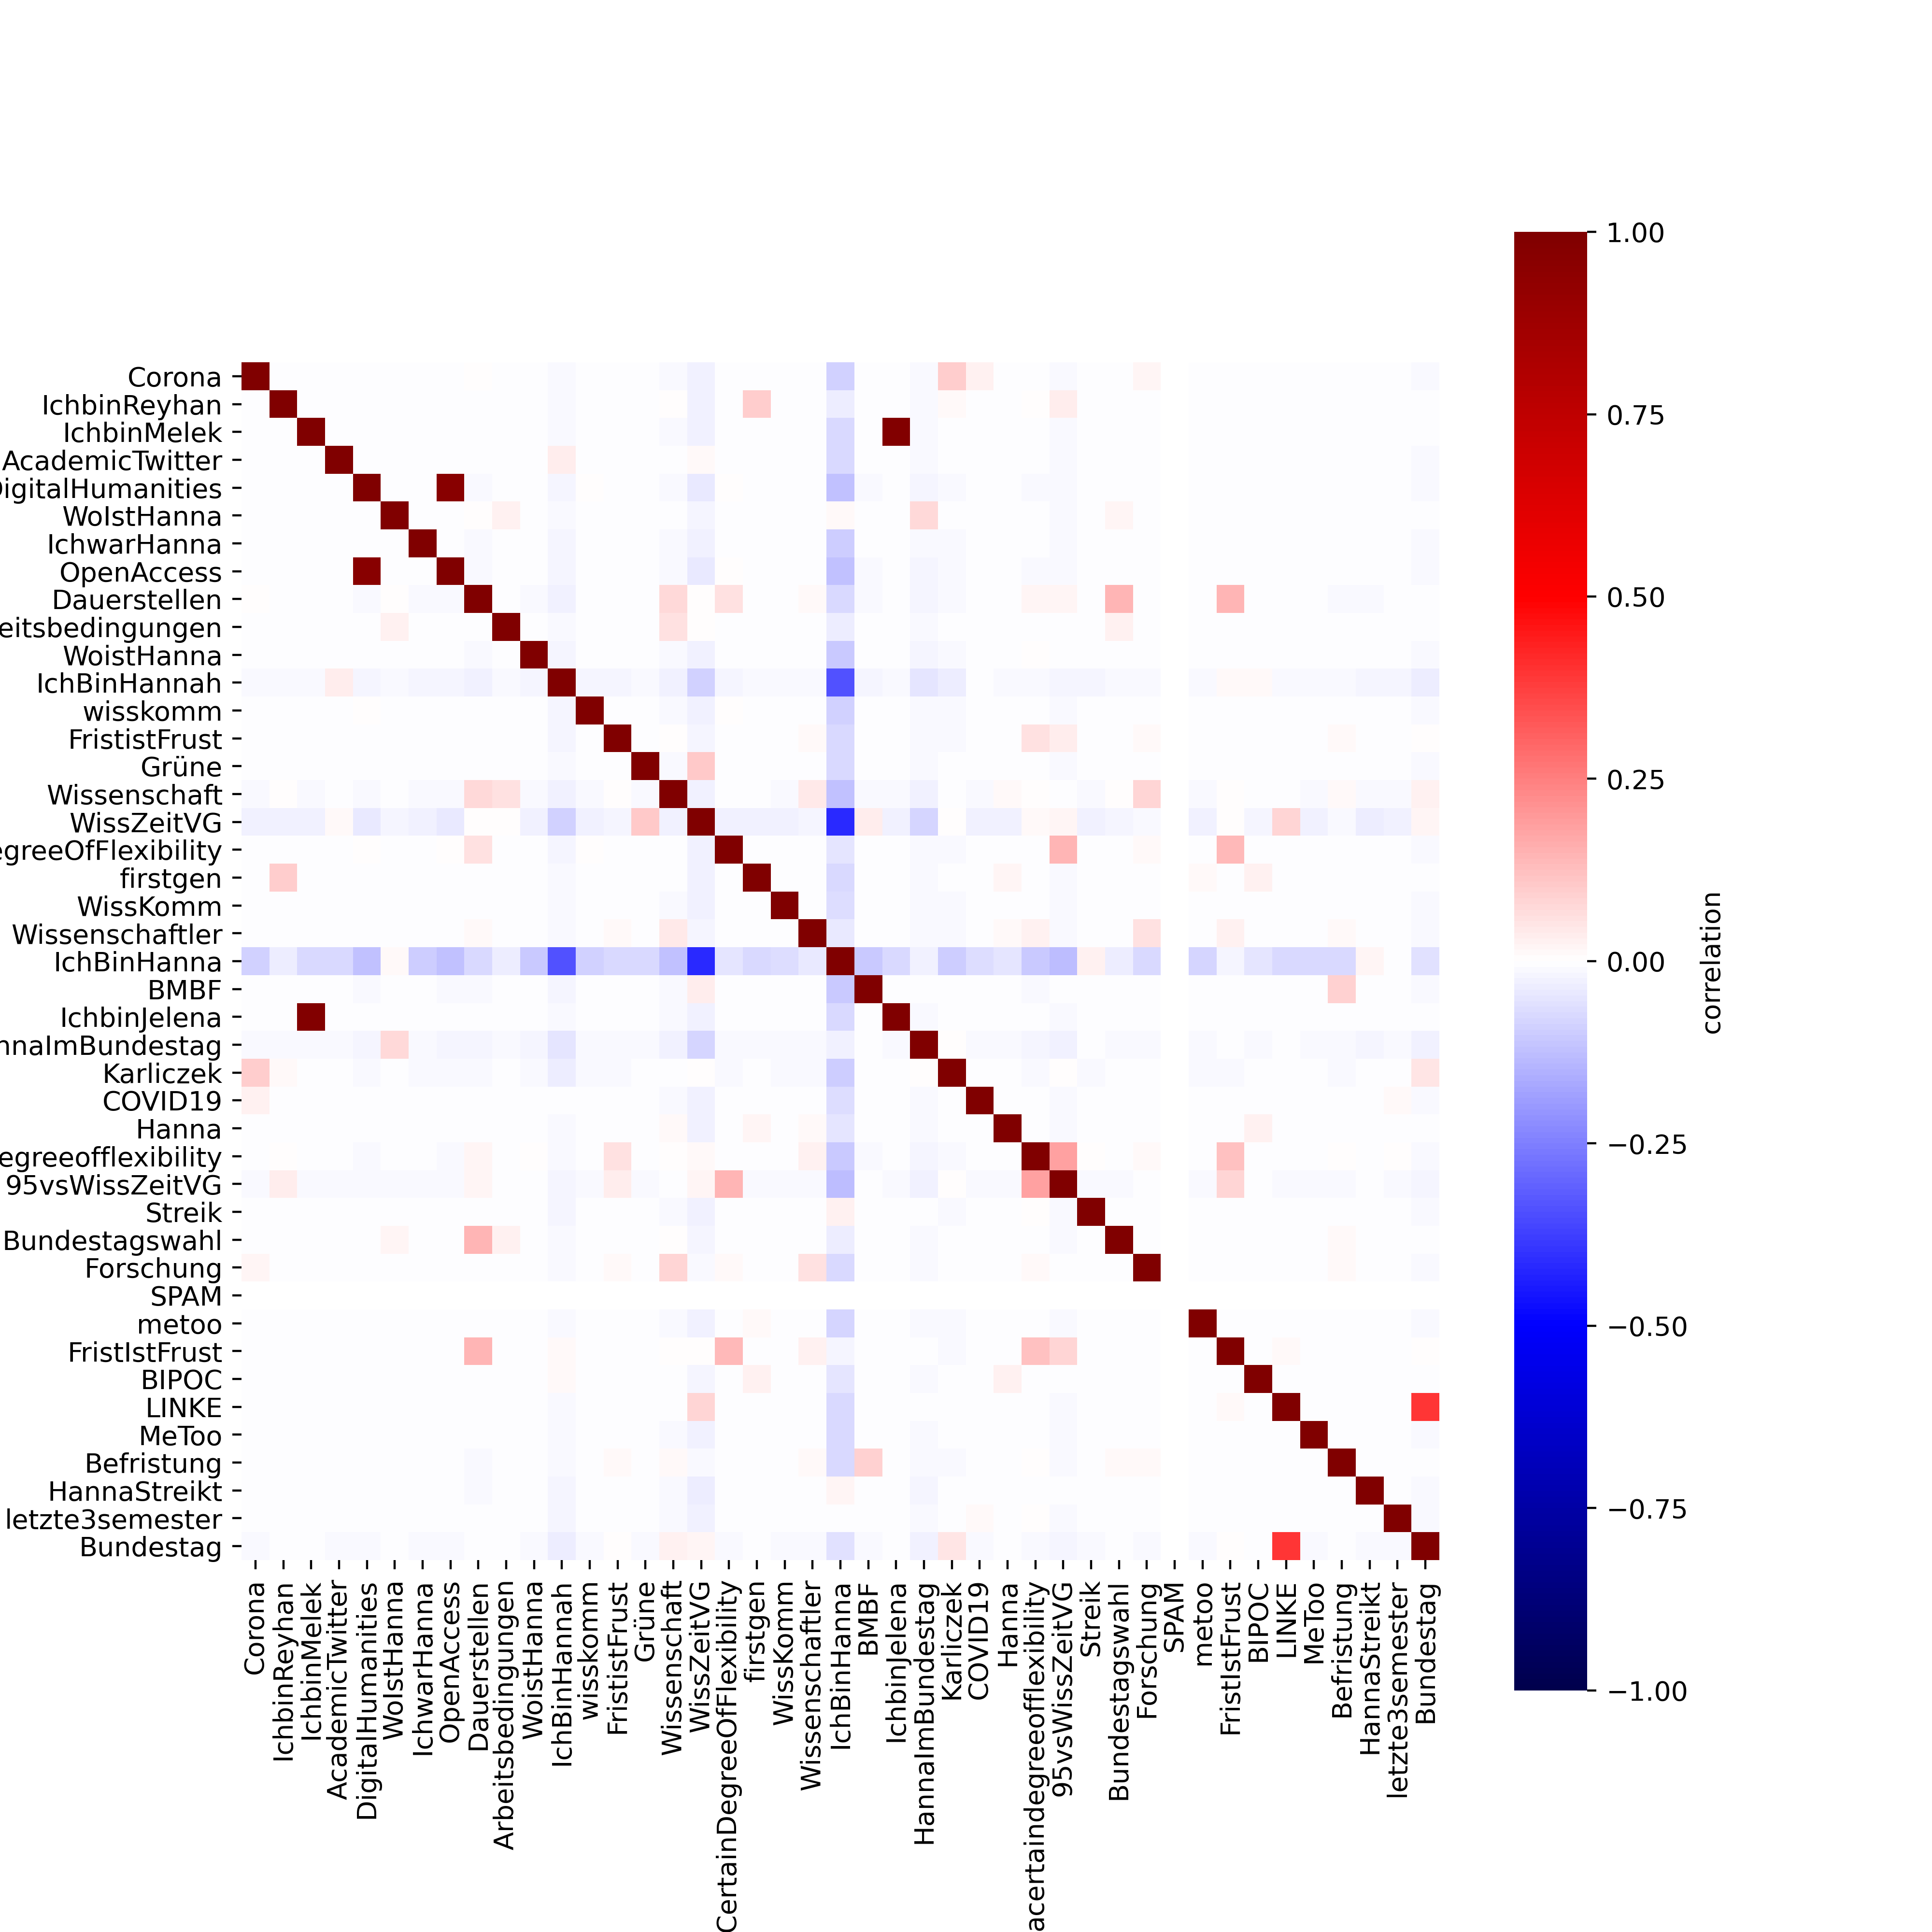 Corona
IchbinReyhan
IchbinMelek
AcademicTwitter
igitalHumanities
WoIstHanna
IchwarHanna
OpenAccess
Dauerstellen
eitsbedingungen
WoistHanna
IchBinHannah
wisskomm
FrististFrust
Grüne
Wissenschaft
WissZeitVG
egreeOfFlexibility
firstgen
WissKomm
Wissenschaftler
IchBinHanna
BMBF
IchbinJelena
nnaImBundestag
Karliczek
COVID19
Hanna
egreeofflexibility
95vsWissZeitVG
Streik
Bundestagswahl
Forschung
SPAM
metoo
FristIstFrust
BIPOC
LINKE
MeToo
Befristung
HannaStreikt
letzte3semester
Bundestag
Corona
IchbinReyhan
IchbinMelek
AcademicTwitter
DigitalHumanities
WoIstHanna
IchwarHanna
OpenAccess
Dauerstellen
Arbeitsbedingungen
WoistHanna
IchBinHannah
wisskomm
FrististFrust
Grüne
Wissenschaft
WissZeitVG
CertainDegreeOfFlexibility
firstgen
WissKomm
Wissenschaftler
IchBinHanna
BMBF
IchbinJelena
HannaImBundestag
Karliczek
COVID19
Hanna
acertaindegreeofflexibility
95vsWissZeitVG
Streik
Bundestagswahl
Forschung
SPAM
metoo
FristIstFrust
BIPOC
LINKE
MeToo
Befristung
HannaStreikt
letzte3semester
Bundestag
1.00
0.75
0.50
0.25
0.00
−0.25
−0.50
−0.75
−1.00
correlation